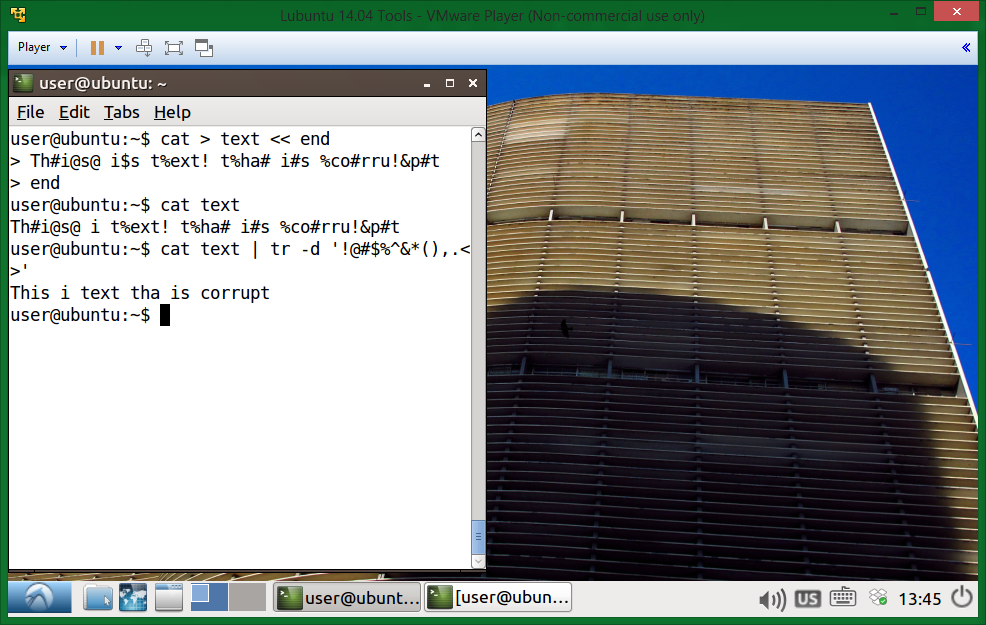 Lubuntu 14.04 Tools - VMware Player (Non-commercial use only)
Player
user@ubuntu: ~
File Edit Tabs Help
user@ubuntu:~$ cat > text << end
> Th#i@s@ i$s t%ext! t%ha# i#s %co#rru!&p#t
> end
user@ubuntu:~$ cat text
Th#i@s@ i t%ext! t%ha# i#s %co#rru!&p#t
user@ubuntu:~$ cat text | tr -d '!@#$%^&*(),.<
>'
This i text tha is corrupt
user@ubuntu:~$
user@ubunt... [user@ubun... US 13:45